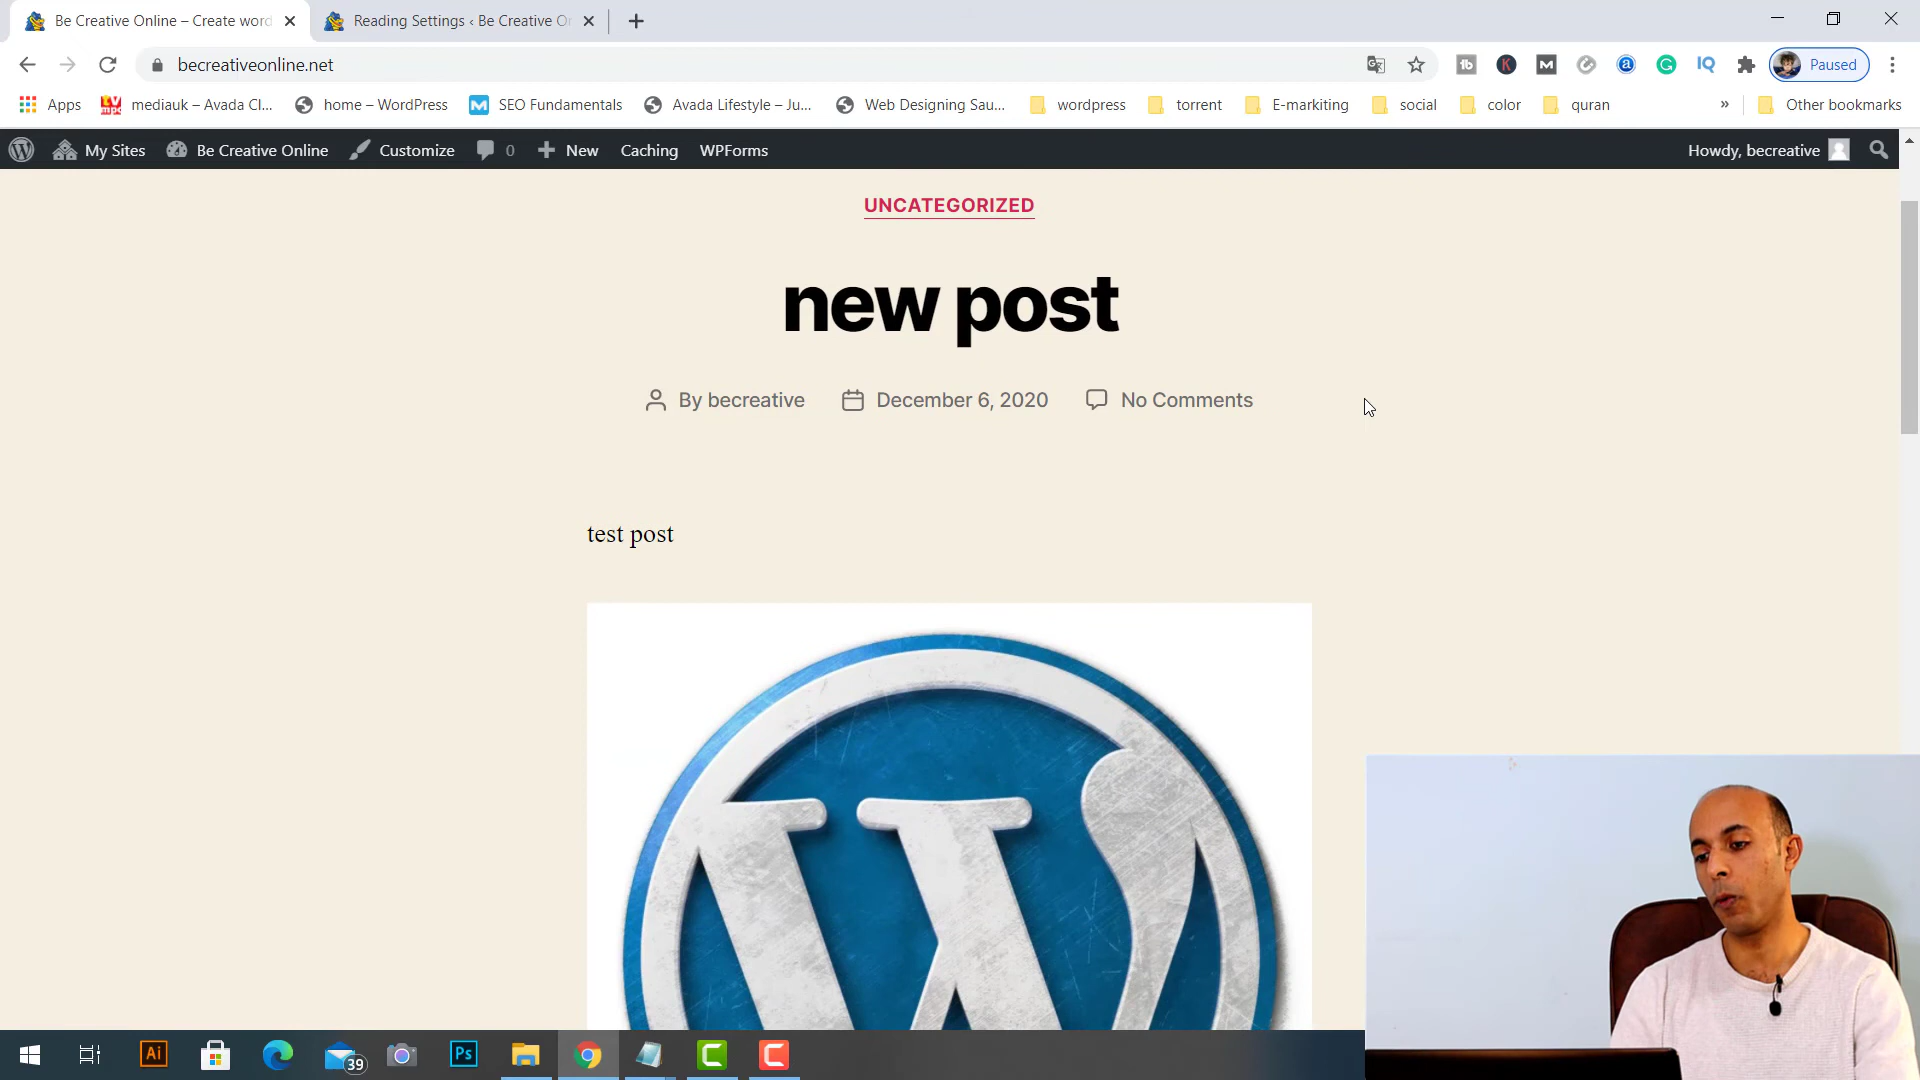 Be Creative Online – Create word
Reading Settings ‹ Be Creative Or
becreativeonline.net
Paused
Apps
mediauk – Avada Cl...
home – WordPress
SEO Fundamentals
Avada Lifestyle – Ju...
Web Designing Sau...
wordpress
torrent
E-markiting
social
color
quran
»
Other bookmarks
My Sites
Be Creative Online
Customize
0
New
Caching
WPForms
Howdy, becreative
UNCATEGORIZED
new post
By becreative
December 6, 2020
No Comments
test post
Ai
39
Ps